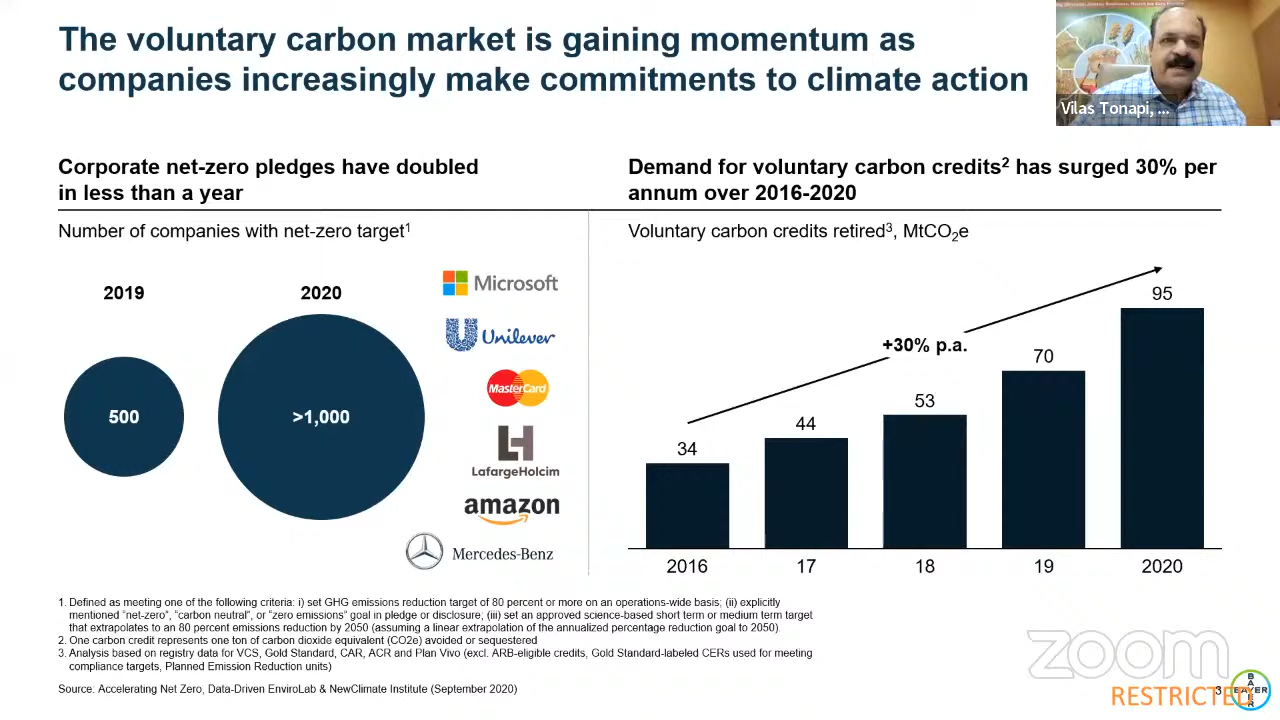 The voluntary carbon market is gaining momentum as
companies increasingly make commitments to climate action
Vilas Tonapi, ...
Corporate net-zero pledges have doubled
in less than a year
Number of companies with net-zero target1
2019
2020
500
>1,000
Microsoft
Unilever
MasterCard
LafargeHolcim
amazon
Mercedes-Benz
Demand for voluntary carbon credits2 has surged 30% per
annum over 2016-2020
Voluntary carbon credits retired3, MtCO2e
+30% p.a.
34
44
53
70
95
2016
17
18
19
2020
1. Defined as meeting one of the following criteria: i) set GHG emissions reduction target of 80 percent or more on an operations-wide basis; (ii) explicitly
mentioned "net-zero", "carbon neutral", or "zero emissions" goal in pledge or disclosure; (iii) set an approved science-based short term or medium term target
that extrapolates to an 80 percent emissions reduction by 2050 (assuming a linear extrapolation of the annualized percentage reduction goal to 2050).
2. One carbon credit represents one ton of carbon dioxide equivalent (CO2e) avoided or sequestered
3. Analysis based on registry data for VCS, Gold Standard, CAR, ACR and Plan Vivo (excl. ARB-eligible credits, Gold Standard-labeled CERs used for meeting
compliance targets, Planned Emission Reduction units)
Source: Accelerating Net Zero, Data-Driven EnviroLab & NewClimate Institute (September 2020)
zoom
RESTRICTED
3
BAYER
BAYER